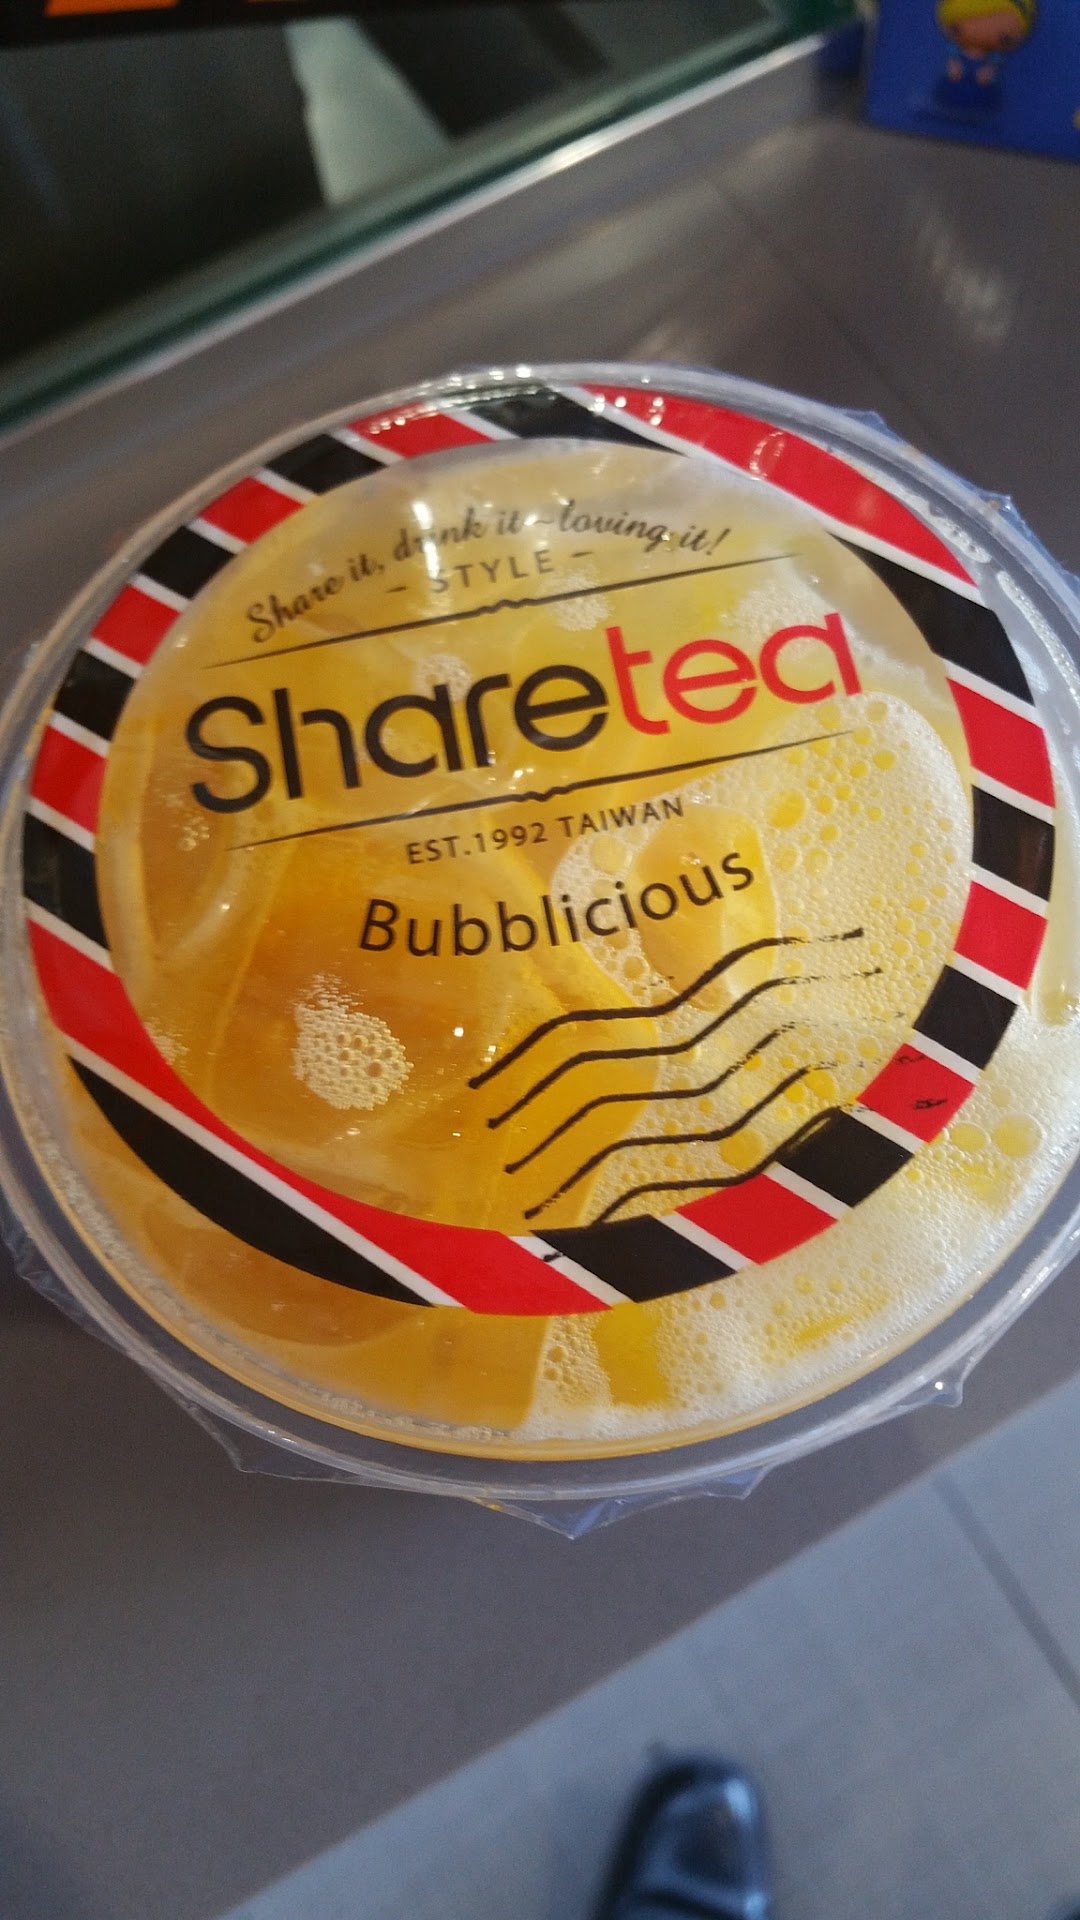 Share it, drink it ~ loving it!
- STYLE -
Sharetea
EST.1992 TAIWAN
Bubblicious